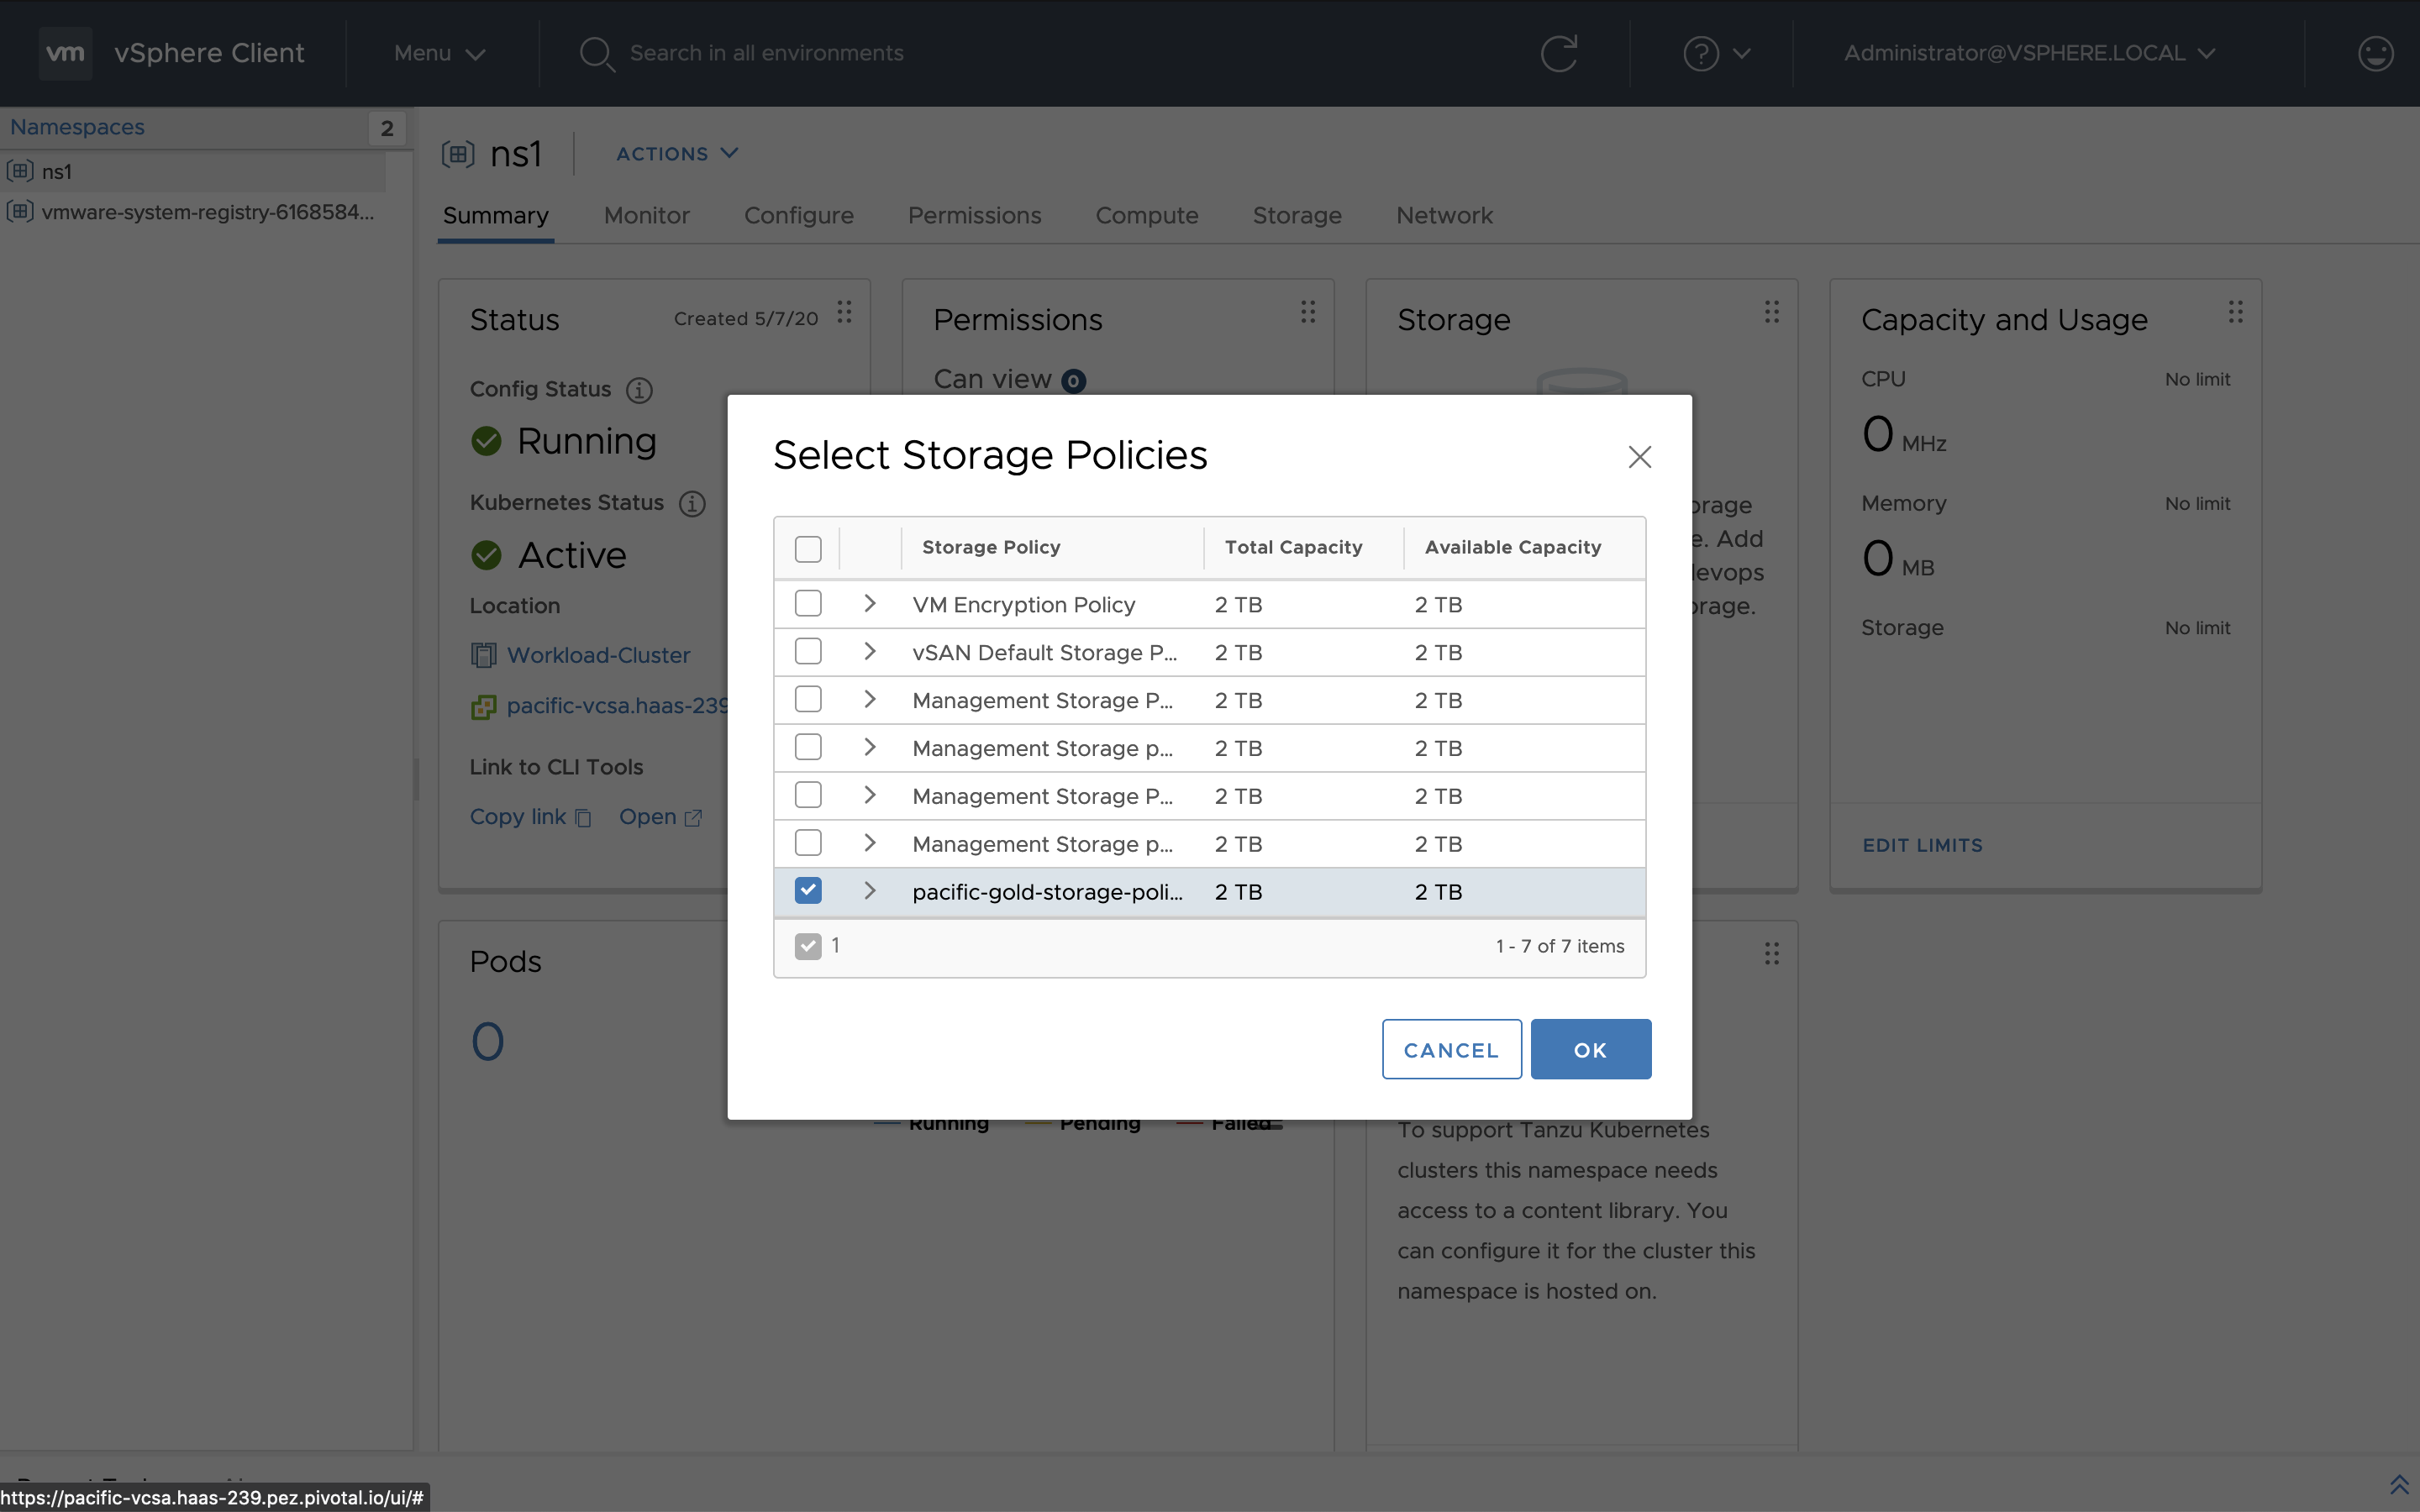 vm vSphere Client Menu Search in all environments Administrator@VSPHERE.LOCAL
Namespaces 2
ns1
vmware-system-registry-6168584...
ns1 ACTIONS
Summary Monitor Configure Permissions Compute Storage Network
Status Created 5/7/20
Config Status
Running
Kubernetes Status
Active
Location
Workload-Cluster
pacific-vcsa.haas-239
Link to CLI Tools
Copy link Open
Permissions
Can view 0
Storage
orage
e. Add
devops
orage.
Capacity and Usage
CPU No limit
0 MHz
Memory No limit
0 MB
Storage No limit
EDIT LIMITS
Select Storage Policies
Storage Policy Total Capacity Available Capacity
VM Encryption Policy 2 TB 2 TB
vSAN Default Storage P... 2 TB 2 TB
Management Storage P... 2 TB 2 TB
Management Storage p... 2 TB 2 TB
Management Storage P... 2 TB 2 TB
Management Storage p... 2 TB 2 TB
pacific-gold-storage-poli... 2 TB 2 TB
1 1 - 7 of 7 items
CANCEL OK
Pods
0
Running Pending Failed
To support Tanzu Kubernetes
clusters this namespace needs
access to a content library. You
can configure it for the cluster this
namespace is hosted on.
https://pacific-vcsa.haas-239.pez.pivotal.io/ui/#